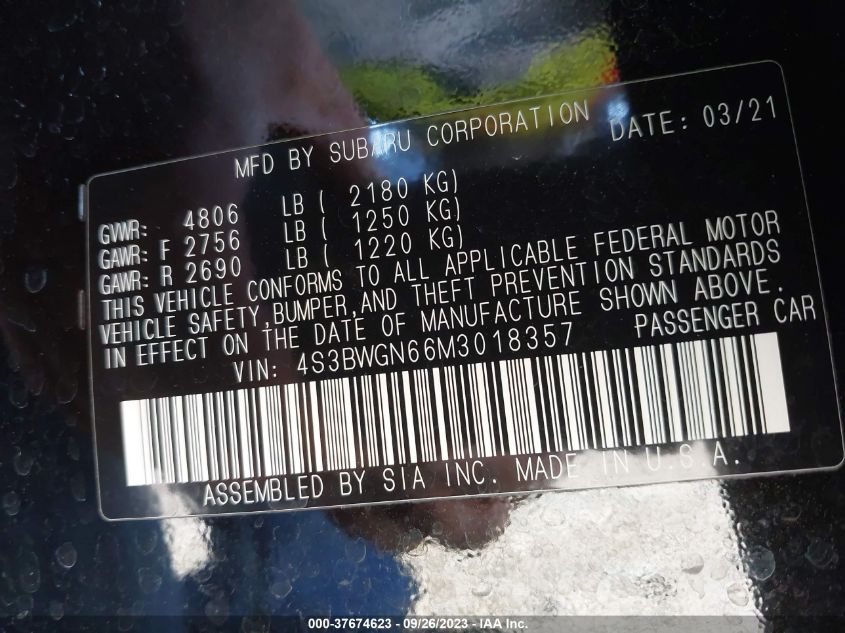 MFD BY SUBARU CORPORATION DATE: 03/21
GVWR: 4806 LB ( 2180 KG)
GAWR: F 2756 LB ( 1250 KG)
GAWR: R 2690 LB ( 1220 KG)
THIS VEHICLE CONFORMS TO ALL APPLICABLE FEDERAL MOTOR
VEHICLE SAFETY,BUMPER,AND THEFT PREVENTION STANDARDS
IN EFFECT ON THE DATE OF MANUFACTURE SHOWN ABOVE.
VIN: 4S3BWGN66M3018357 PASSENGER CAR
ASSEMBLED BY SIA INC. MADE IN U.S.A.
000-37674623 - 09/26/2023 - IAA Inc.